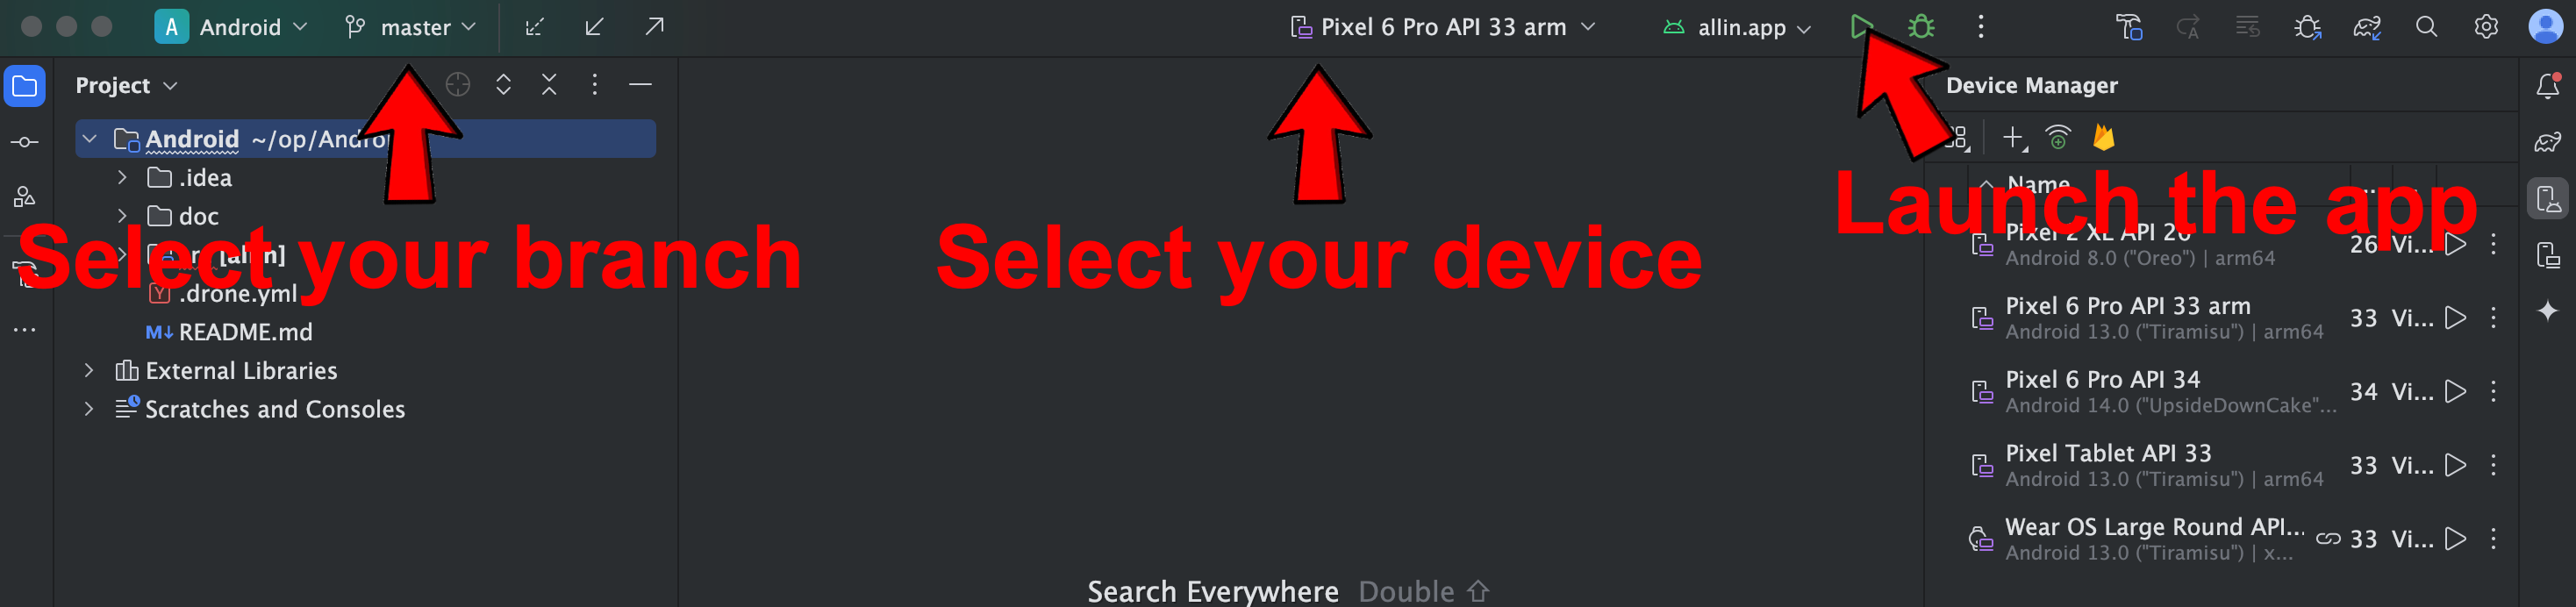 A Android master Pixel 6 Pro API 33 arm allin.app
Project
Device Manager
Android ~/op/Andro
.idea
doc
Name
Select your branch
Select your device
Launch the app
Pixel 2 XL API 26
Android 8.0 ("Oreo") | arm64
26 Vi...
.drone.yml
README.md
External Libraries
Scratches and Consoles
Pixel 6 Pro API 33 arm
Android 13.0 ("Tiramisu") | arm64
33 Vi...
Pixel 6 Pro API 34
Android 14.0 ("UpsideDownCake"...
34 Vi...
Pixel Tablet API 33
Android 13.0 ("Tiramisu") | arm64
33 Vi...
Wear OS Large Round API...
Android 13.0 ("Tiramisu") | x...
33 Vi...
Search Everywhere Double